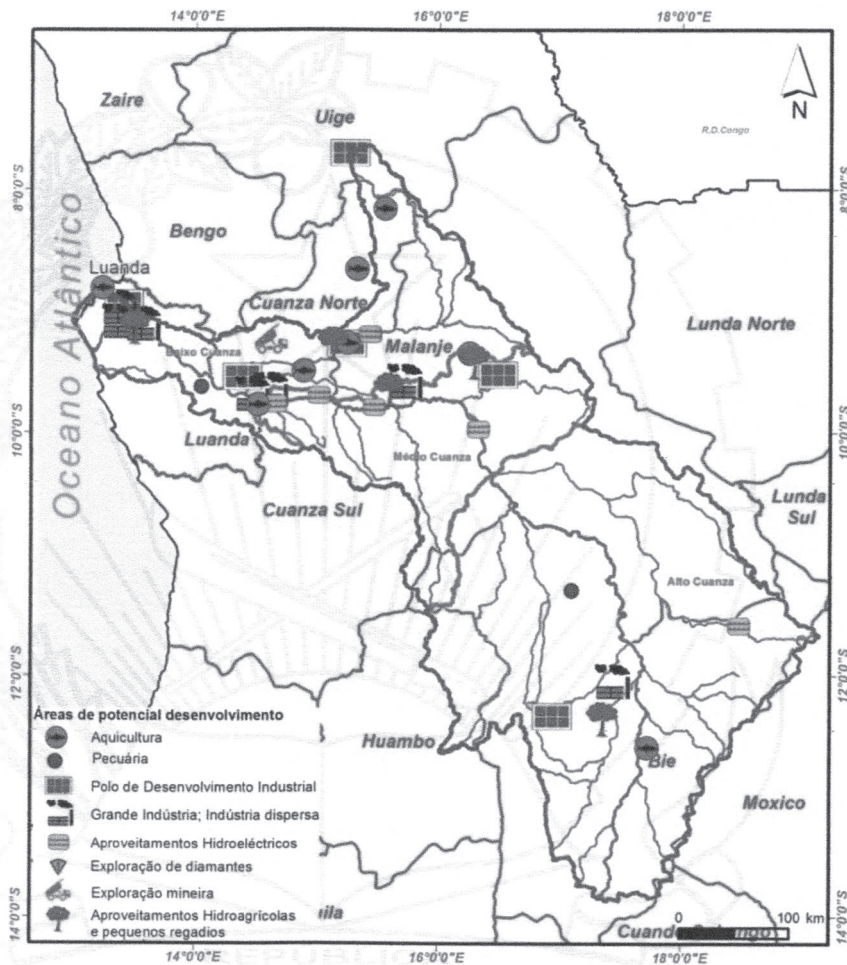 14°0'0"E 16°0'0"E 18°0'0"E
Zaire
N
Uige
R.D.Congo
8°0'0"S 8°0'0"S
Bengo
Oceano Atlântico
Luanda
Cuanza Norte
Lunda Norte
Baixo Cuanza
Malanje
10°0'0"S 10°0'0"S
Luanda
Médio Cuanza
Lunda
Sul
Cuanza Sul
Alto Cuanza
12°0'0"S 12°0'0"S
Áreas de potencial desenvolvimento
Aquicultura
Huambo
Bie
Pecuária
Polo de Desenvolvimento Industrial
Moxico
Grande Indústria; Indústria dispersa
Aproveitamentos Hidroeléctricos
Exploração de diamantes
Exploração mineira
14°0'0"S 14°0'0"S
Aproveitamentos Hidroagrícolas
e pequenos regadios
uila
0 100 km
14°0'0"E 16°0'0"E 18°0'0"E